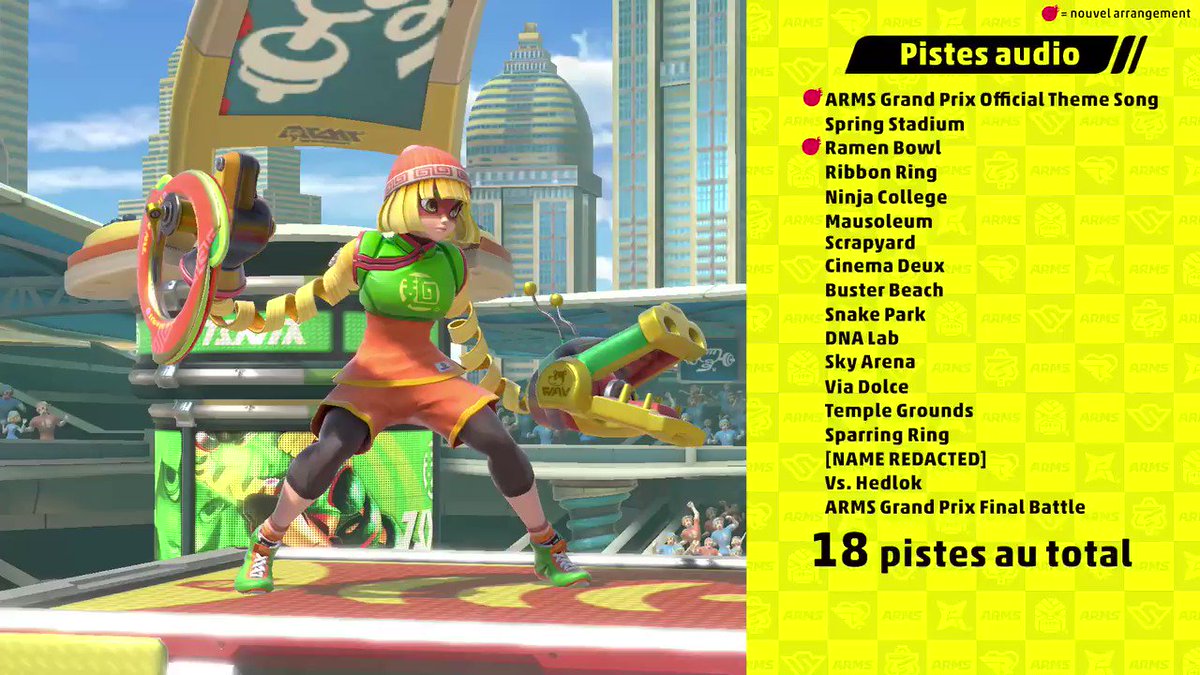 = nouvel arrangement
Pistes audio
ARMS Grand Prix Official Theme Song
Spring Stadium
Ramen Bowl
Ribbon Ring
Ninja College
Mausoleum
Scrapyard
Cinema Deux
Buster Beach
Snake Park
DNA Lab
Sky Arena
Via Dolce
Temple Grounds
Sparring Ring
[NAME REDACTED]
Vs. Hedlok
ARMS Grand Prix Final Battle
18 pistes au total